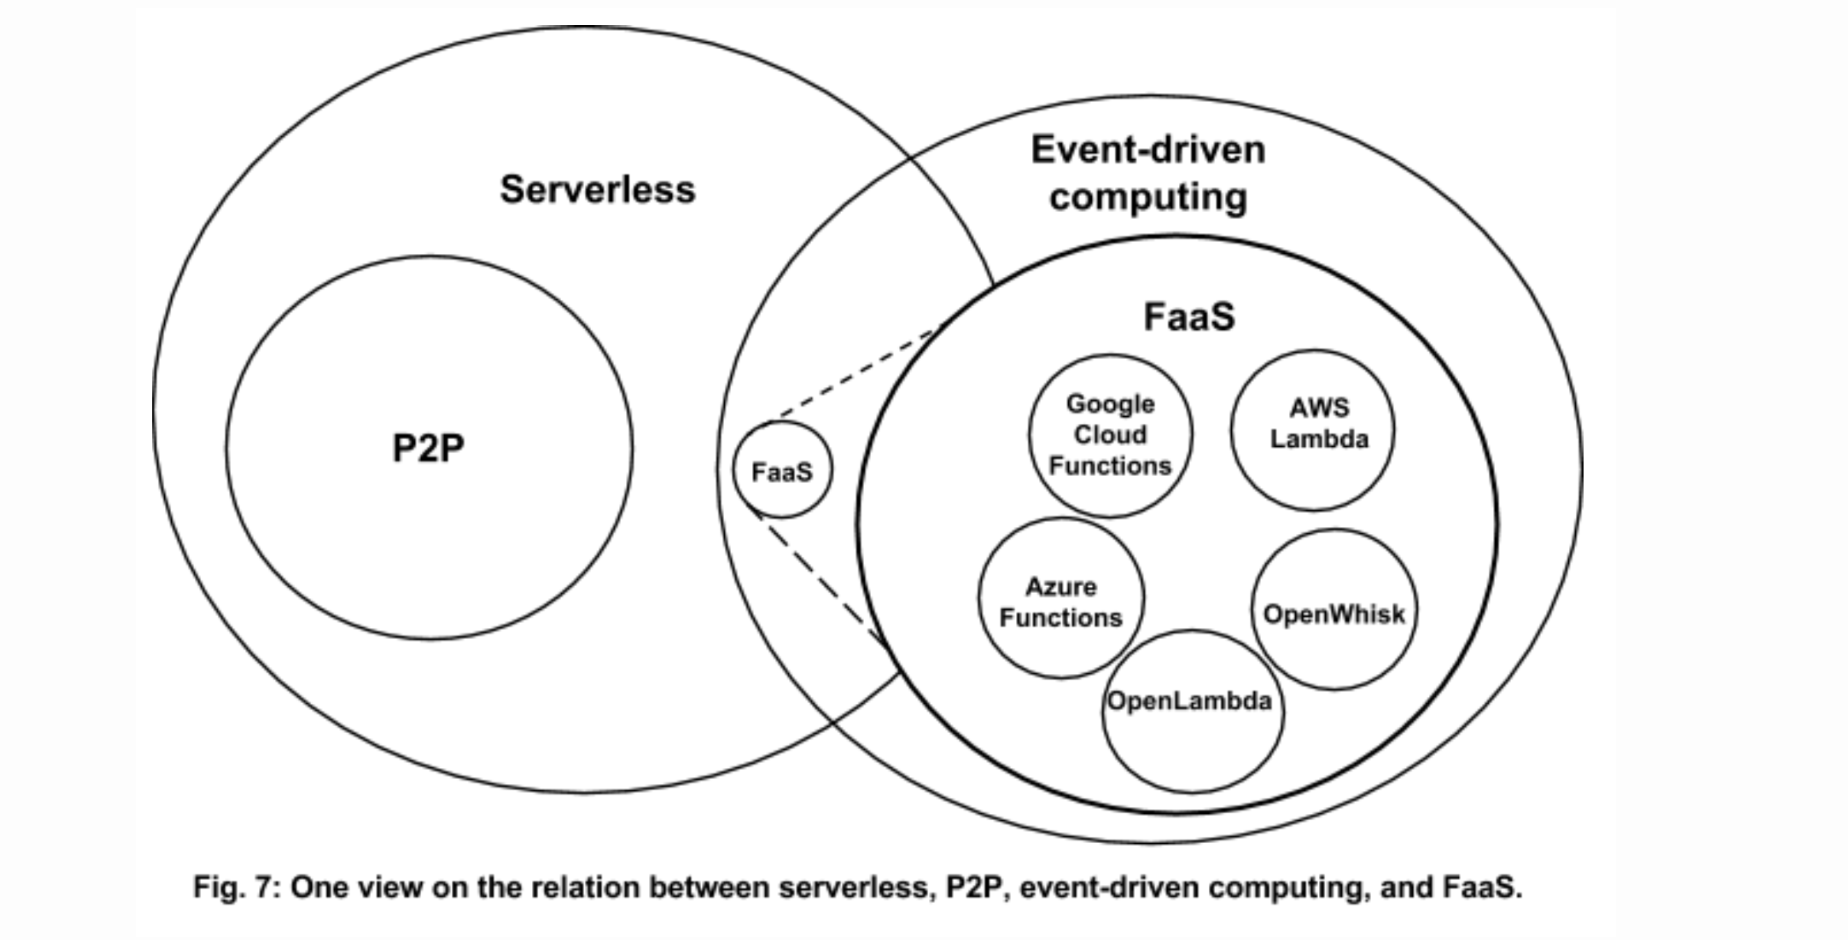 Serverless
Event-driven
computing
P2P
FaaS
FaaS
Google
Cloud
Functions
AWS
Lambda
Azure
Functions
OpenWhisk
OpenLambda
Fig. 7: One view on the relation between serverless, P2P, event-driven computing, and FaaS.